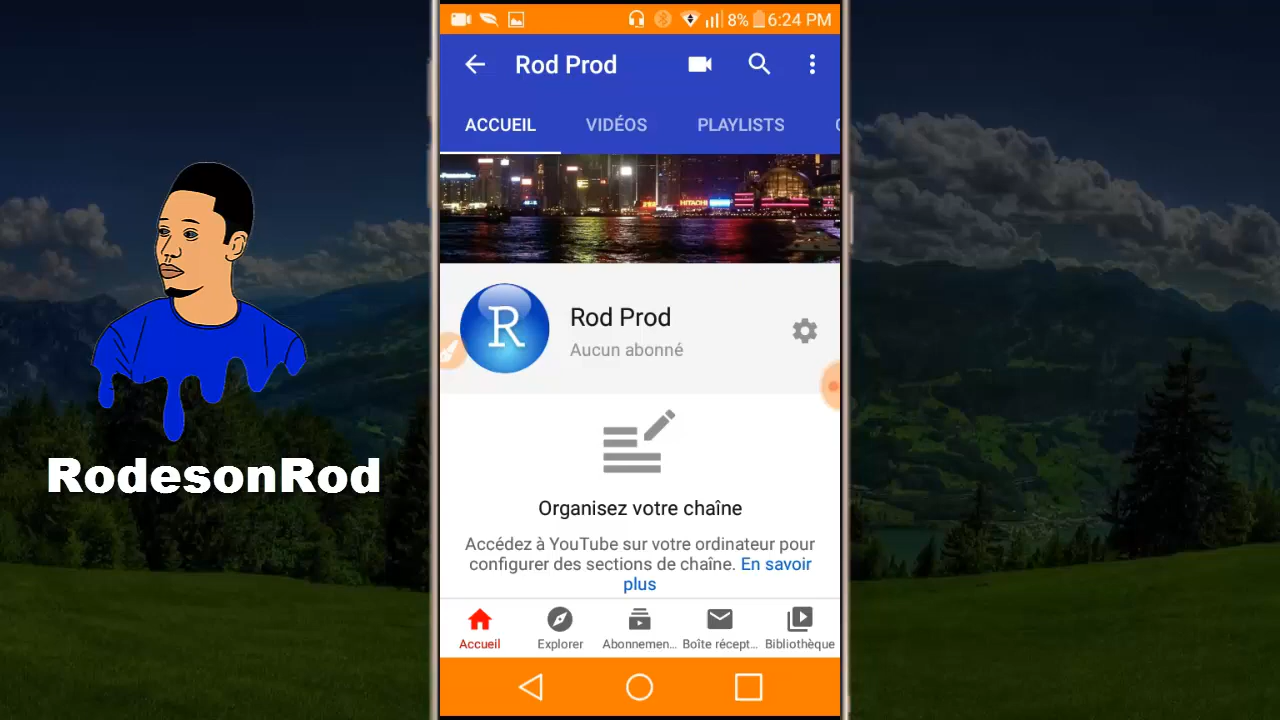 8% 6:24 PM
Rod Prod
ACCUEIL VIDÉOS PLAYLISTS
HITACHI
R
Rod Prod
Aucun abonné
Organisez votre chaîne
Accédez à YouTube sur votre ordinateur pour
configurer des sections de chaîne. En savoir
plus
Accueil Explorer Abonnemen… Boîte récept… Bibliothèque
RodesonRod